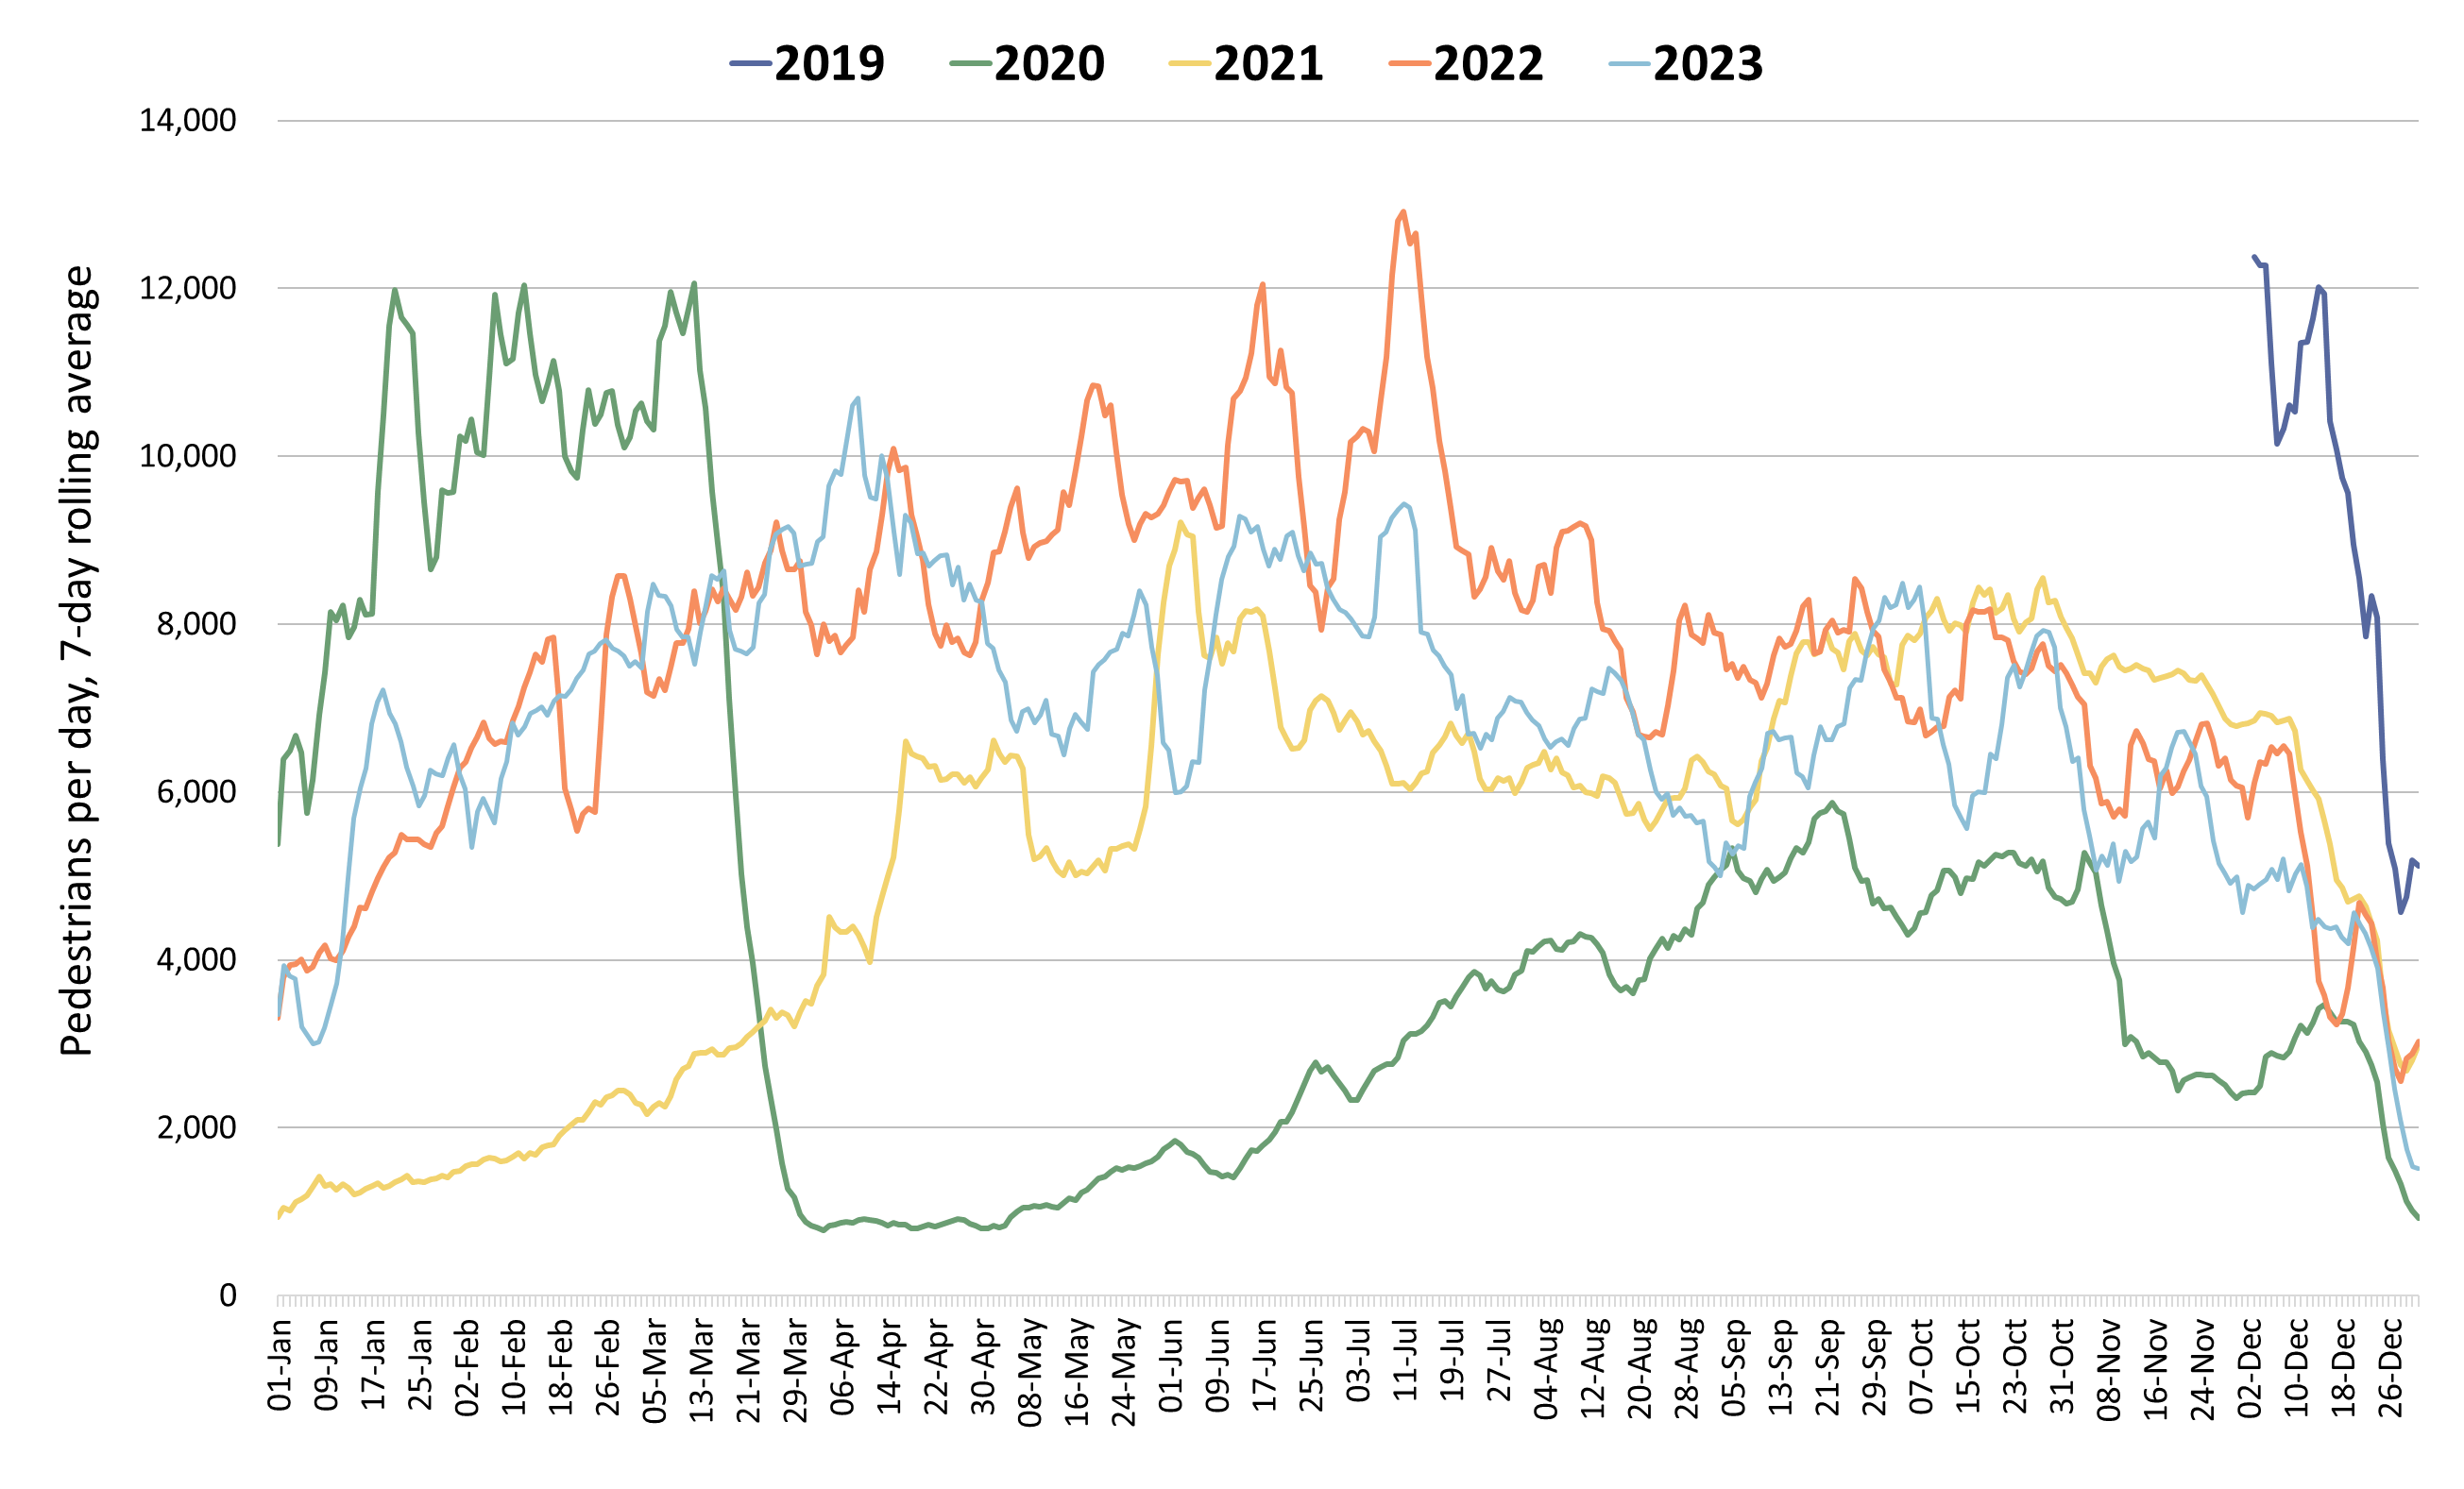 2019 2020 2021 2022 2023
Pedestrians per day, 7-day rolling average
14,000
12,000
10,000
8,000
6,000
4,000
2,000
0
01-Jan
09-Jan
17-Jan
25-Jan
02-Feb
10-Feb
18-Feb
26-Feb
05-Mar
13-Mar
21-Mar
29-Mar
06-Apr
14-Apr
22-Apr
30-Apr
08-May
16-May
24-May
01-Jun
09-Jun
17-Jun
25-Jun
03-Jul
11-Jul
19-Jul
27-Jul
04-Aug
12-Aug
20-Aug
28-Aug
05-Sep
13-Sep
21-Sep
29-Sep
07-Oct
15-Oct
23-Oct
31-Oct
08-Nov
16-Nov
24-Nov
02-Dec
10-Dec
18-Dec
26-Dec